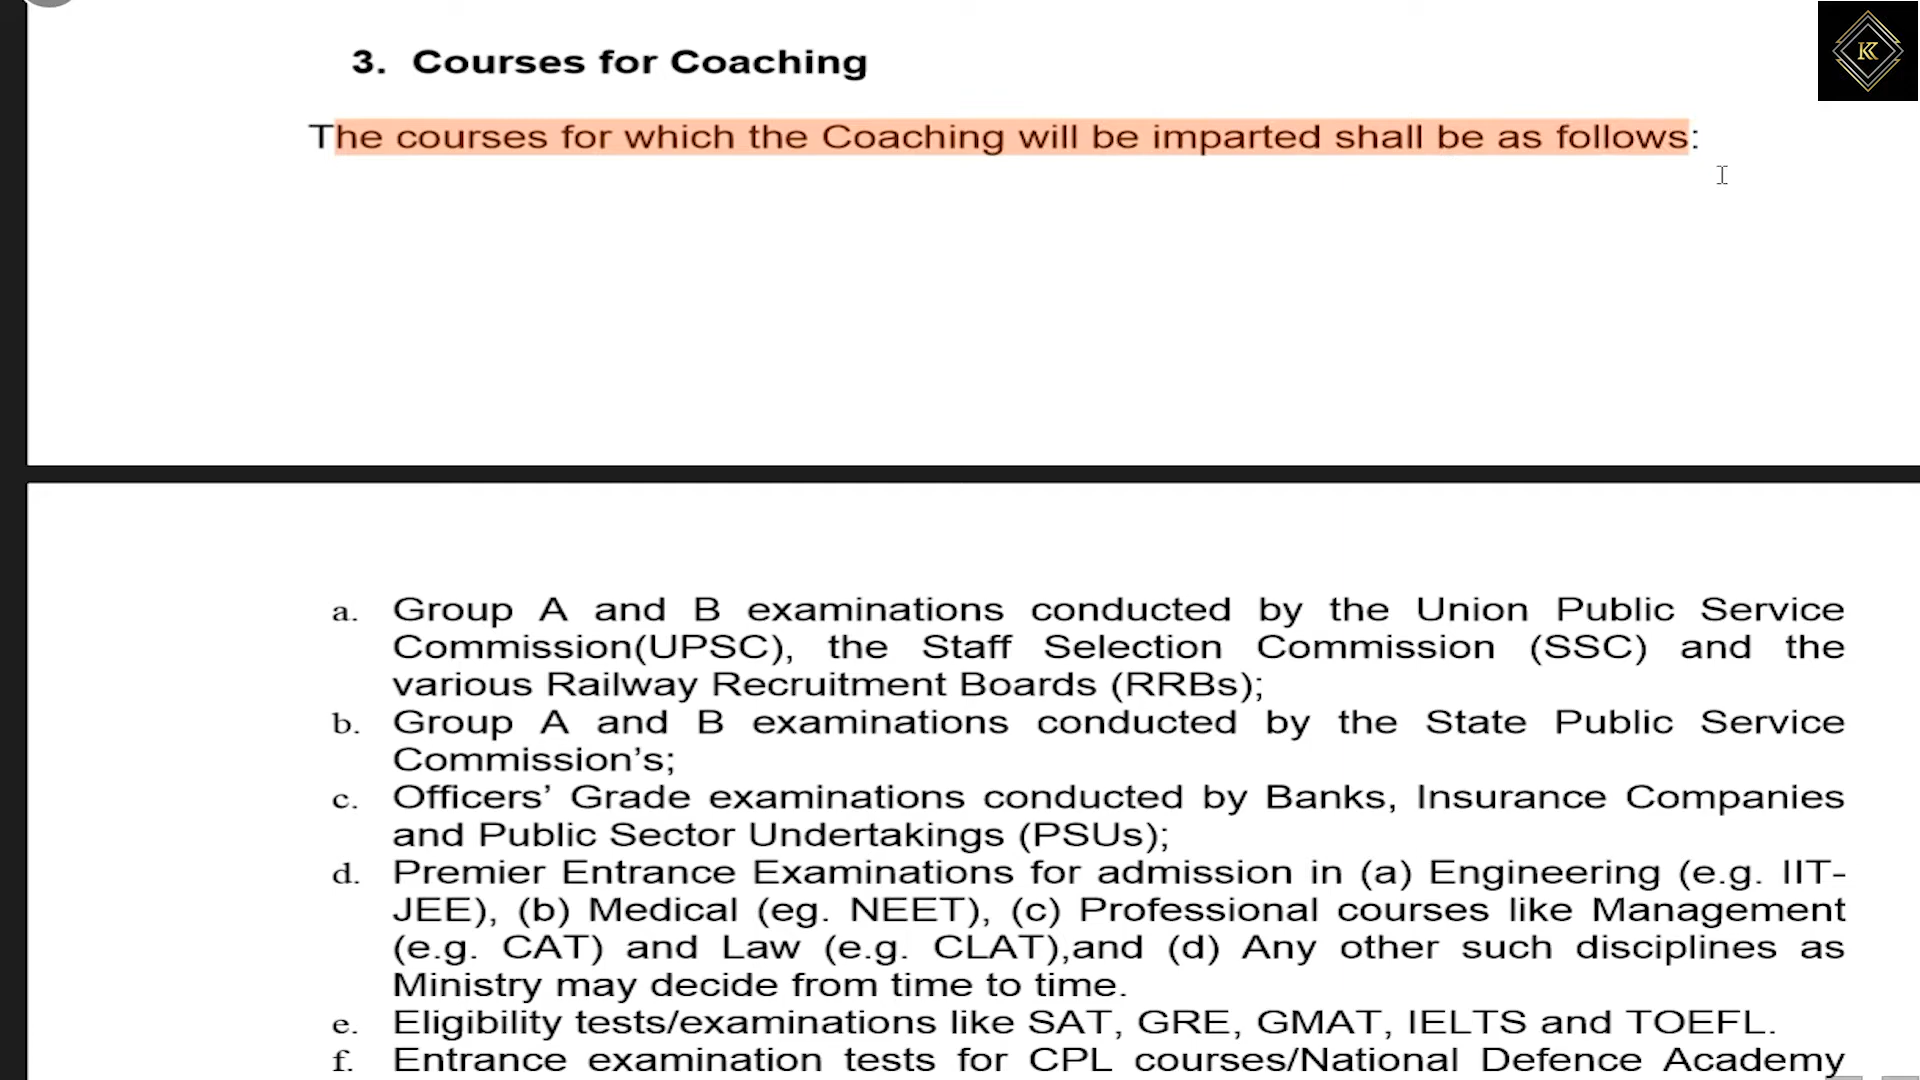 3. Courses for Coaching
The courses for which the Coaching will be imparted shall be as follows:
a. Group A and B examinations conducted by the Union Public Service
Commission(UPSC), the Staff Selection Commission (SSC) and the
various Railway Recruitment Boards (RRBs);
b. Group A and B examinations conducted by the State Public Service
Commission’s;
c. Officers’ Grade examinations conducted by Banks, Insurance Companies
and Public Sector Undertakings (PSUs);
d. Premier Entrance Examinations for admission in (a) Engineering (e.g. IIT-
JEE), (b) Medical (eg. NEET), (c) Professional courses like Management
(e.g. CAT) and Law (e.g. CLAT),and (d) Any other such disciplines as
Ministry may decide from time to time.
e. Eligibility tests/examinations like SAT, GRE, GMAT, IELTS and TOEFL.
f. Entrance examination tests for CPL courses/National Defence Academy